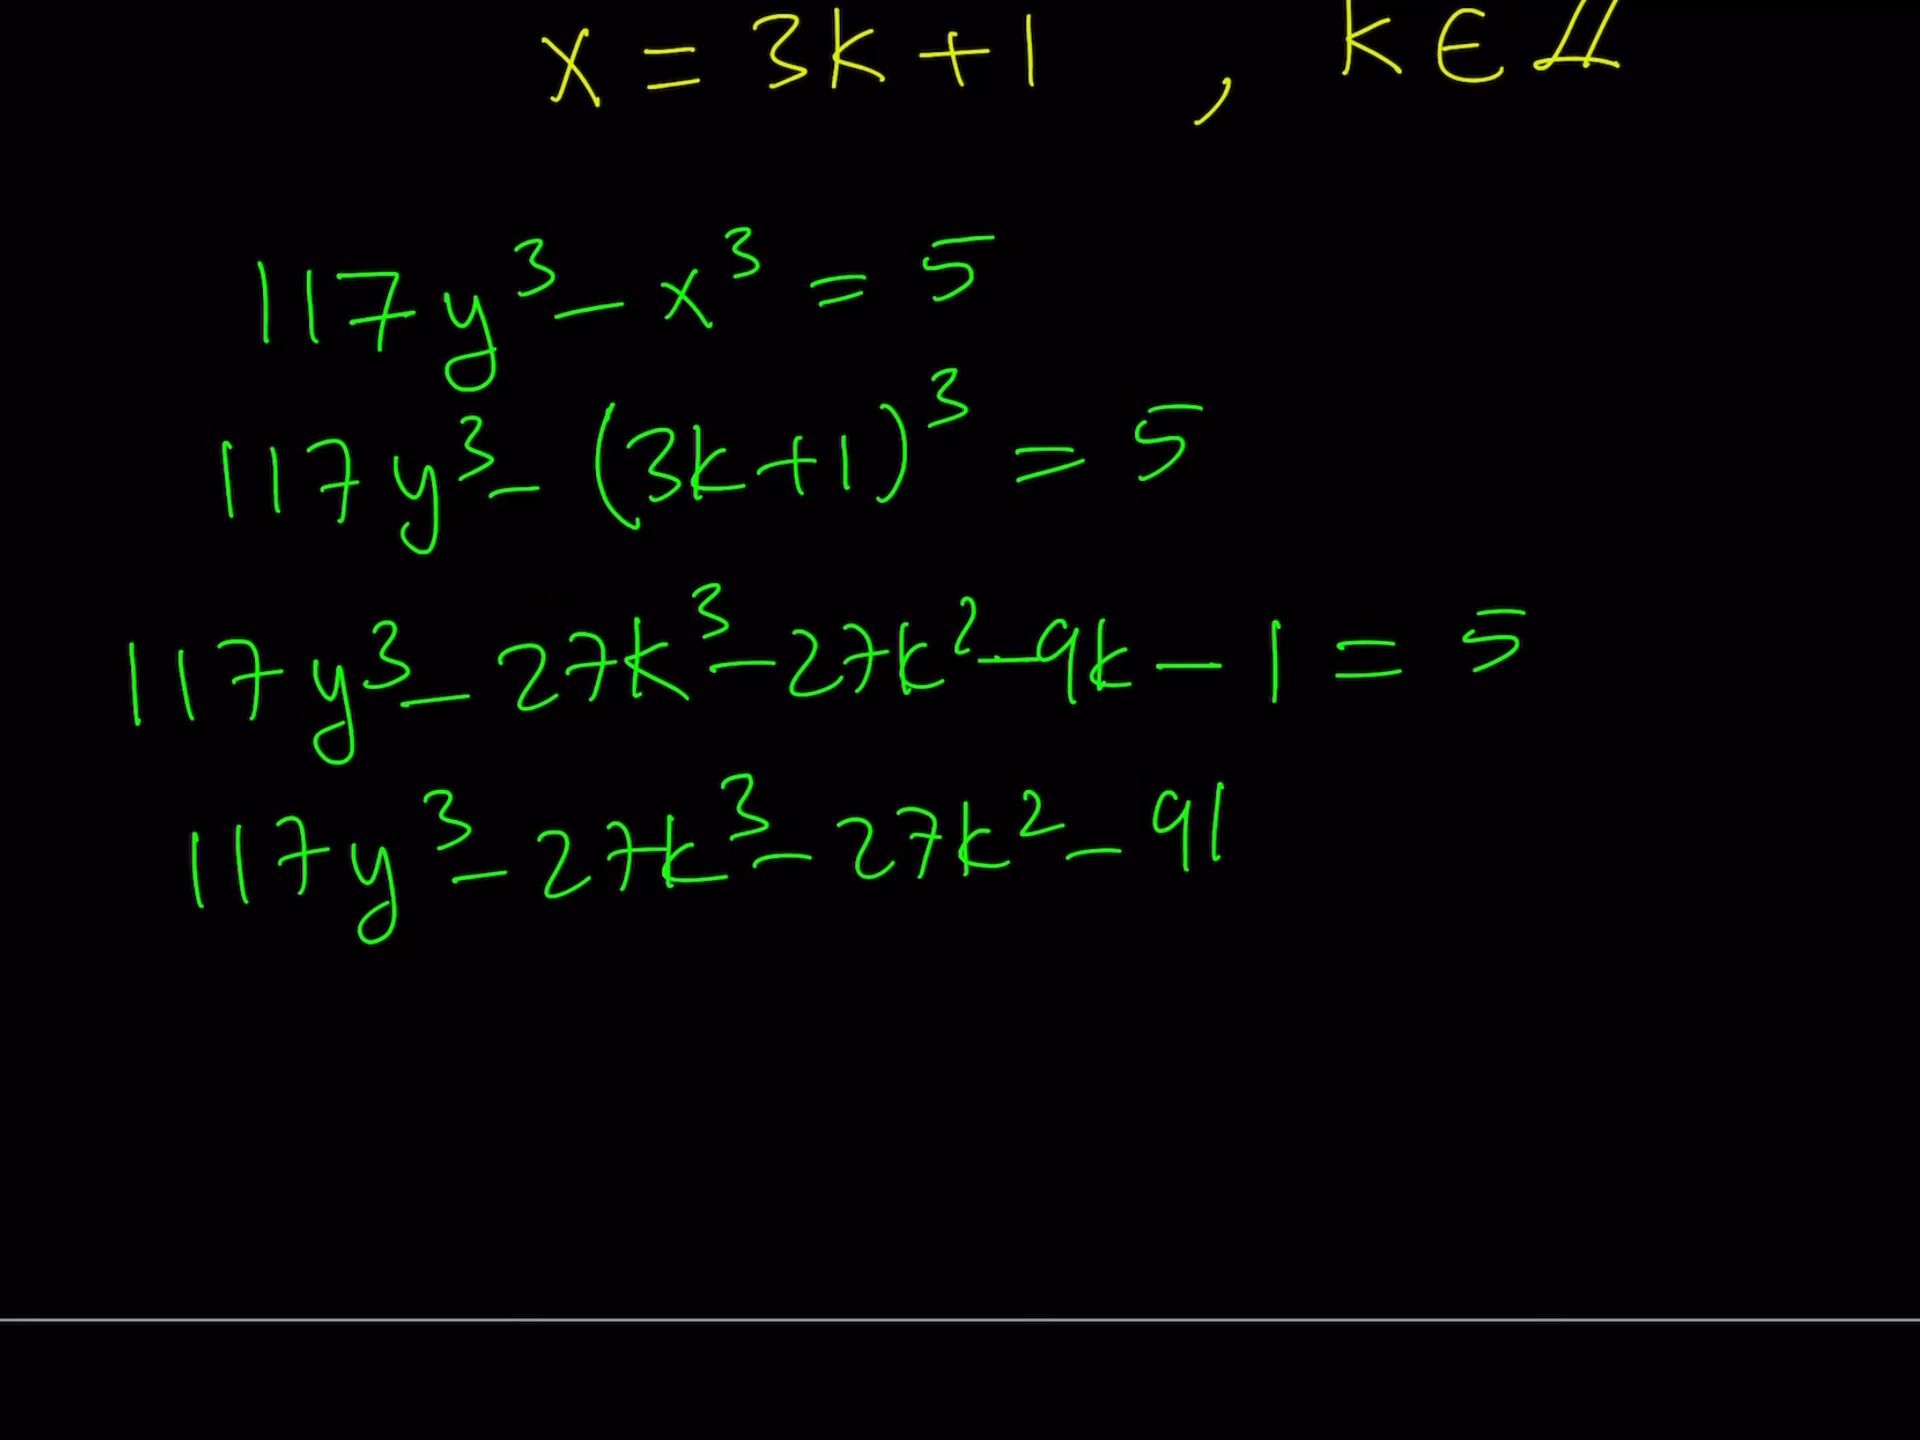 x = 3k + 1 , k ∈ ℤ
117y³ − x³ = 5
117y³ − (3k+1)³ = 5
117y³ − 27k³ − 27k² − 9k − 1 = 5
117y³ − 27k³ − 27k² − 9l